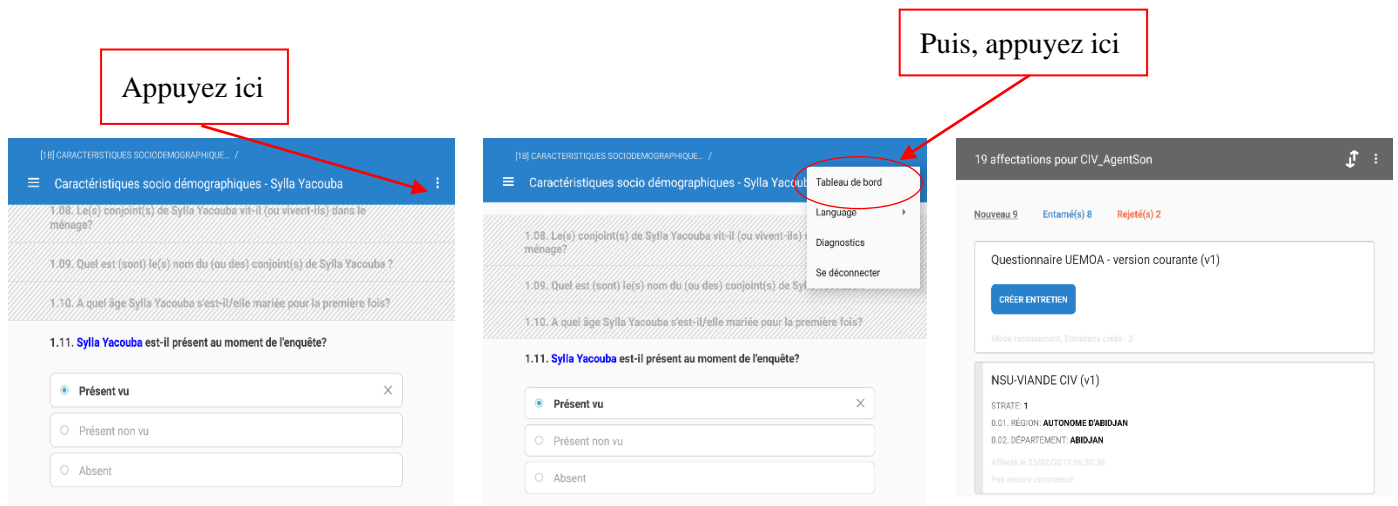 Appuyez ici
Puis, appuyez ici
[1B] CARACTERISTIQUES SOCIODEMOGRAPHIQUE... /
Caractéristiques socio démographiques - Sylla Yacouba
1.08. Le(s) conjoint(s) de Sylla Yacouba vit-il (ou vivent-ils) dans le
ménage?
1.09. Quel est (sont) le(s) nom du (ou des) conjoint(s) de Sylla Yacouba ?
1.10. A quel âge Sylla Yacouba s'est-il/elle mariée pour la première fois?
1.11. Sylla Yacouba est-il présent au moment de l'enquête?
Présent vu
Présent non vu
Absent
[1B] CARACTERISTIQUES SOCIODEMOGRAPHIQUE... /
Caractéristiques socio démographiques - Sylla Yacoub
Tableau de bord
Language
Diagnostics
Se déconnecter
1.08. Le(s) conjoint(s) de Sylla Yacouba vit-il (ou vivent-ils)
ménage?
1.09. Quel est (sont) le(s) nom du (ou des) conjoint(s) de Syl
1.10. A quel âge Sylla Yacouba s'est-il/elle mariée pour la première fois?
1.11. Sylla Yacouba est-il présent au moment de l'enquête?
Présent vu
Présent non vu
Absent
19 affectations pour CIV_AgentSon
Nouveau 9 Entamé(s) 8 Rejeté(s) 2
Questionnaire UEMOA - version courante (v1)
CRÉER ENTRETIEN
Mode recensement, Entretiens créés : 2
NSU-VIANDE CIV (v1)
STRATE: 1
0.01. RÉGION: AUTONOME D'ABIDJAN
0.02. DÉPARTEMENT: ABIDJAN
Affecté le 23/02/2017 06:30:36
Pas encore commencé